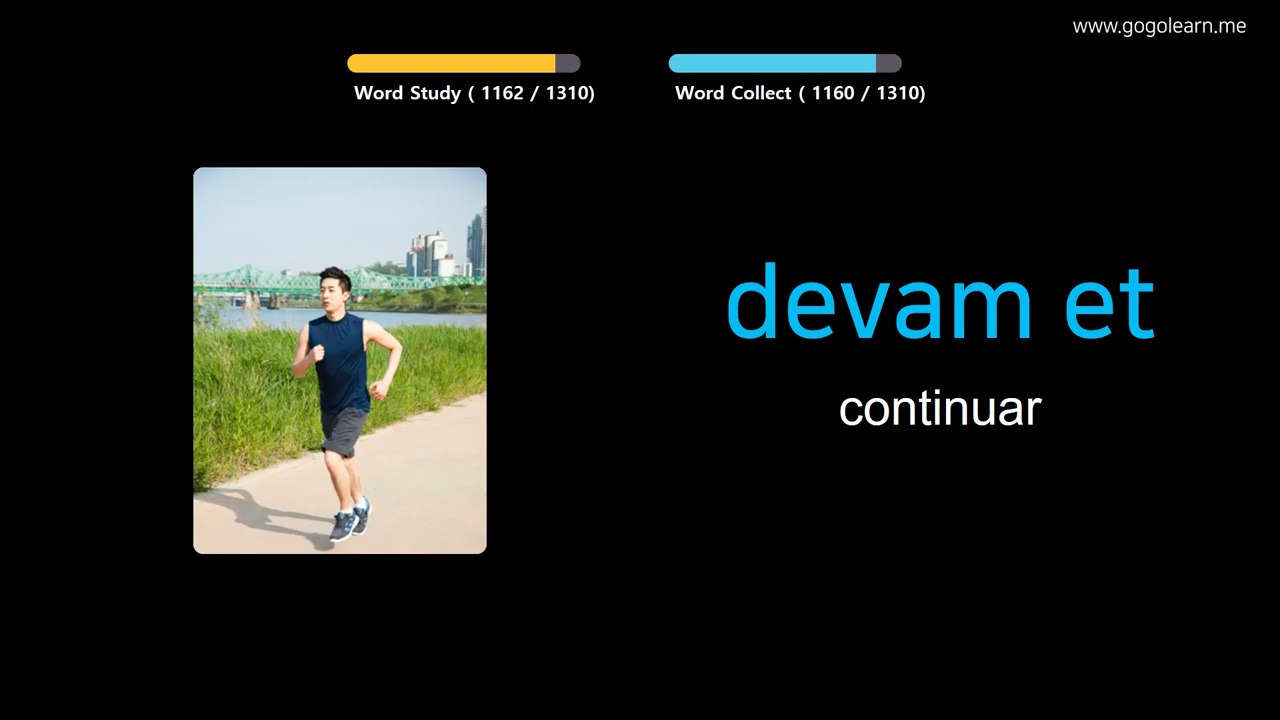 www.gogolearn.me
Word Study ( 1162 / 1310)
Word Collect ( 1160 / 1310)
devam et
continuar